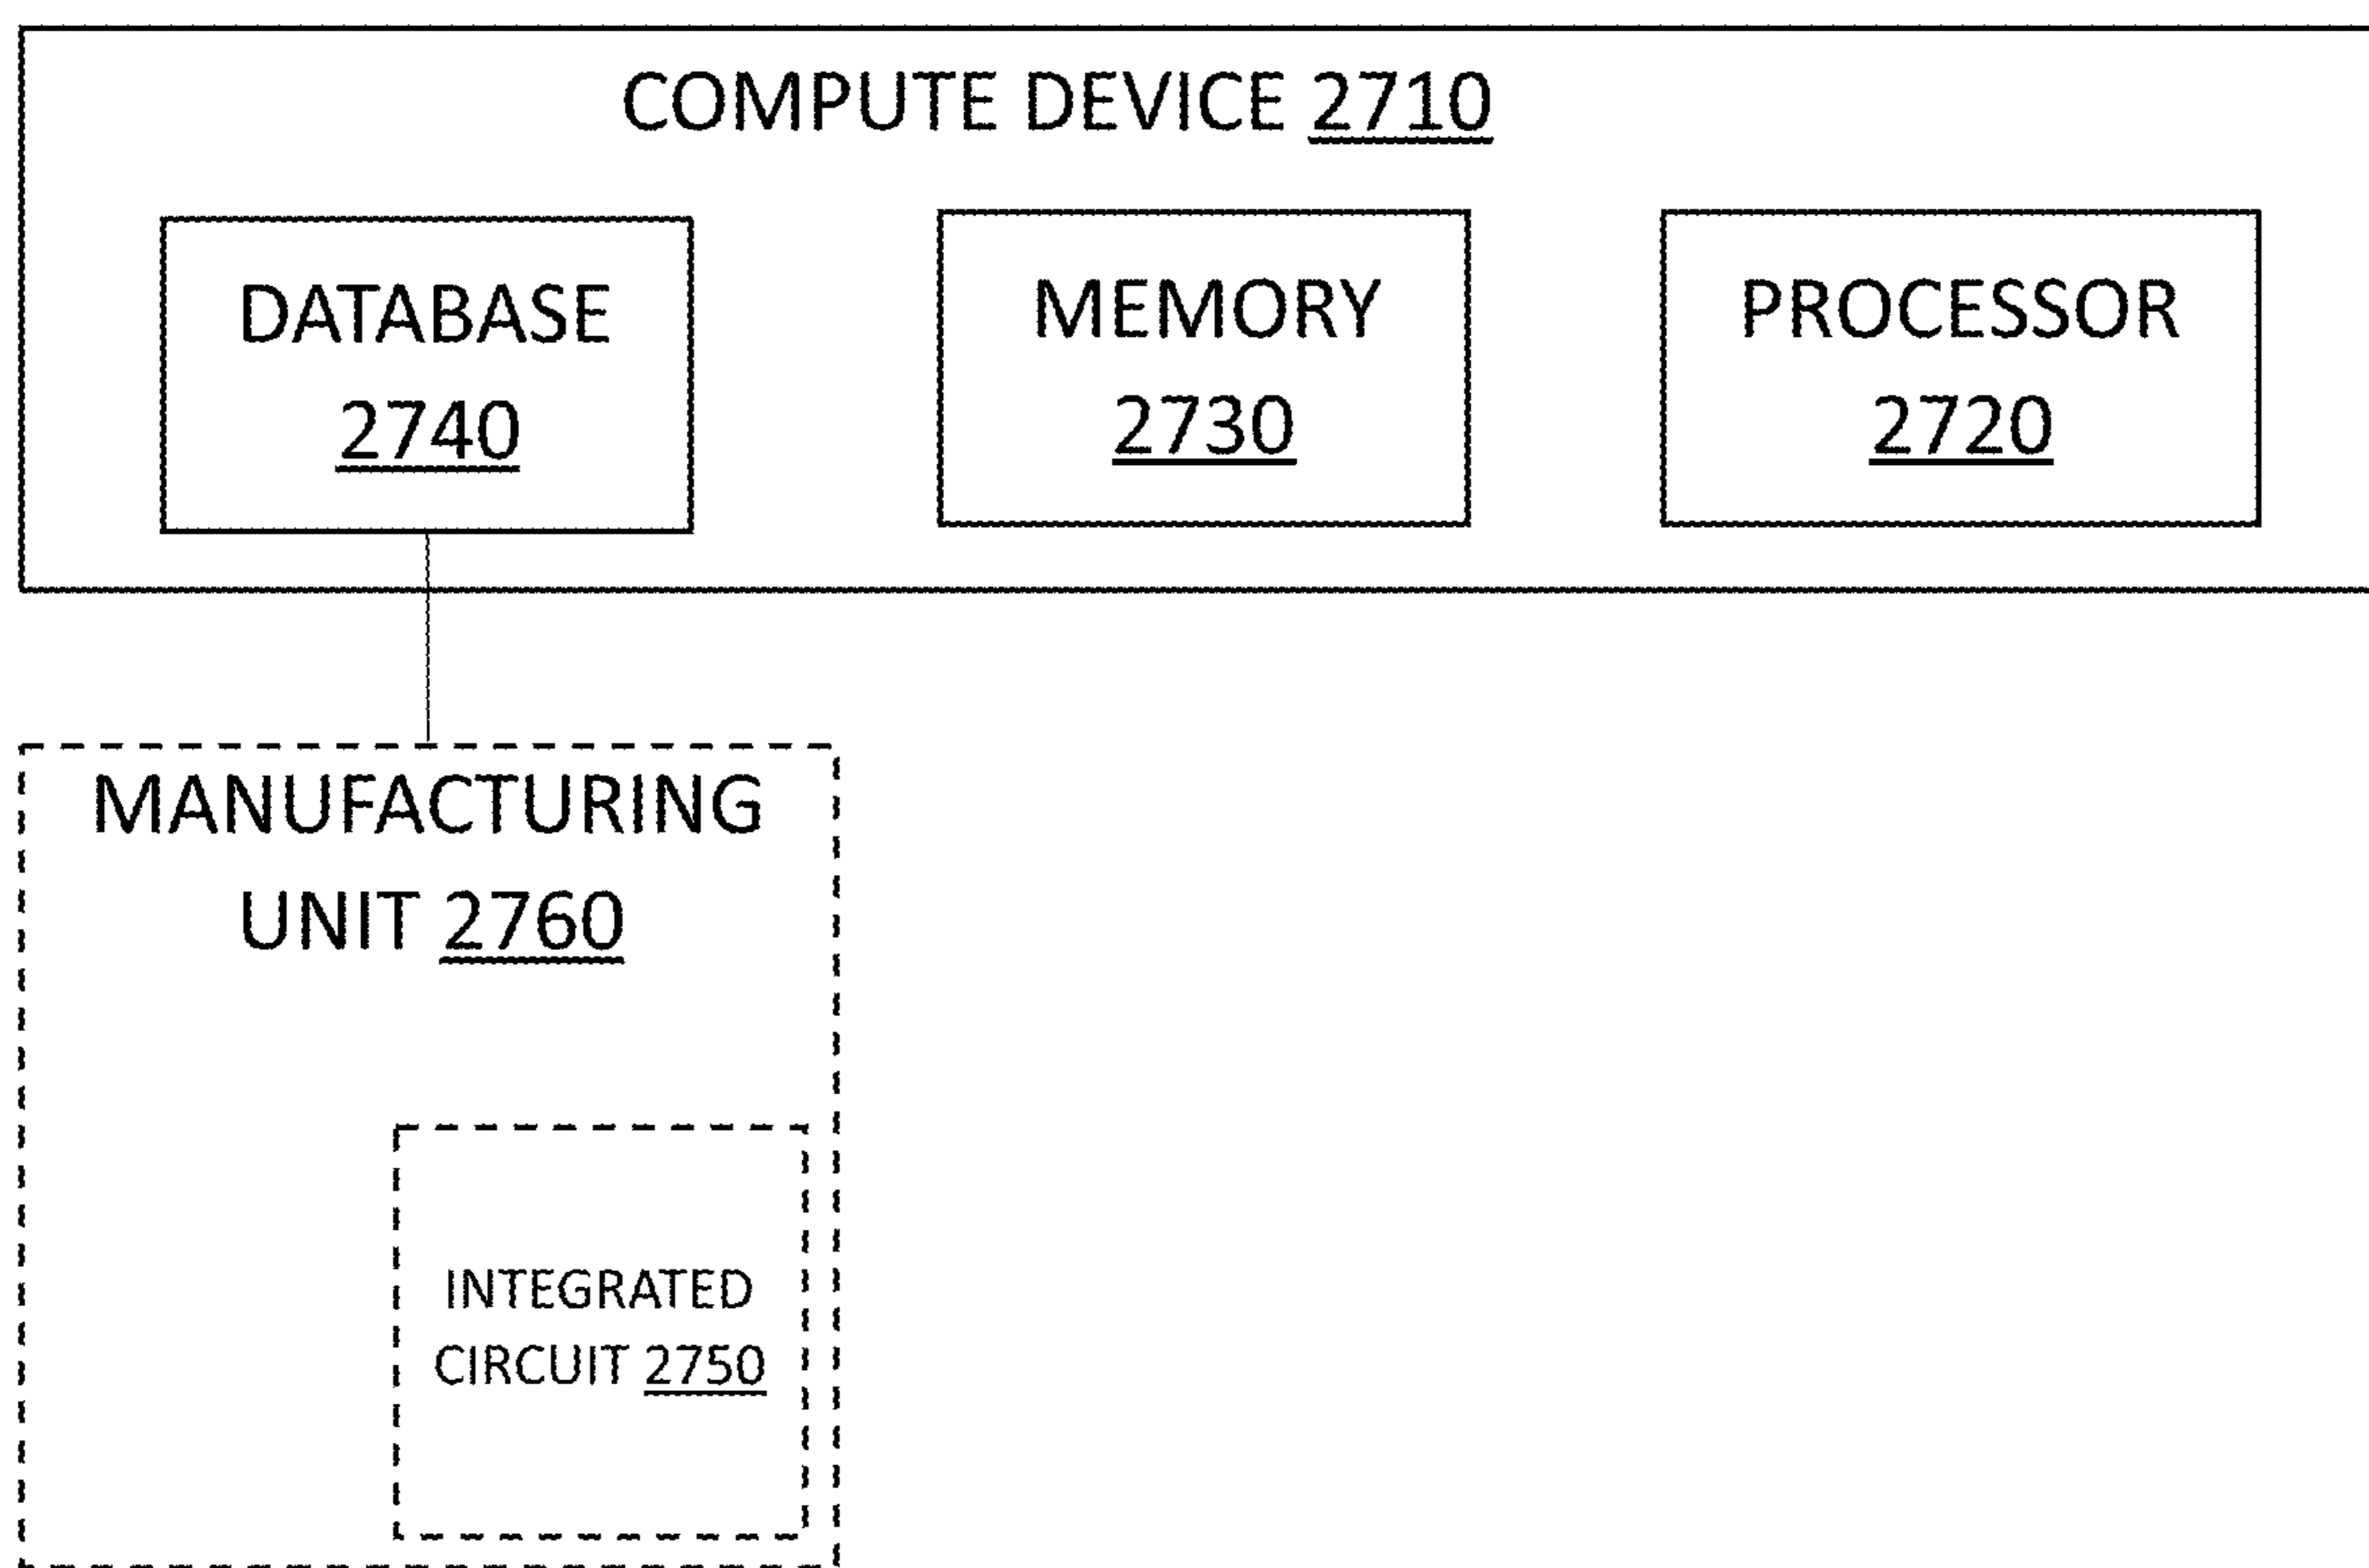 COMPUTE DEVICE 2710
DATABASE
2740
MEMORY
2730
PROCESSOR
2720
MANUFACTURING
UNIT 2760
INTEGRATED
CIRCUIT 2750